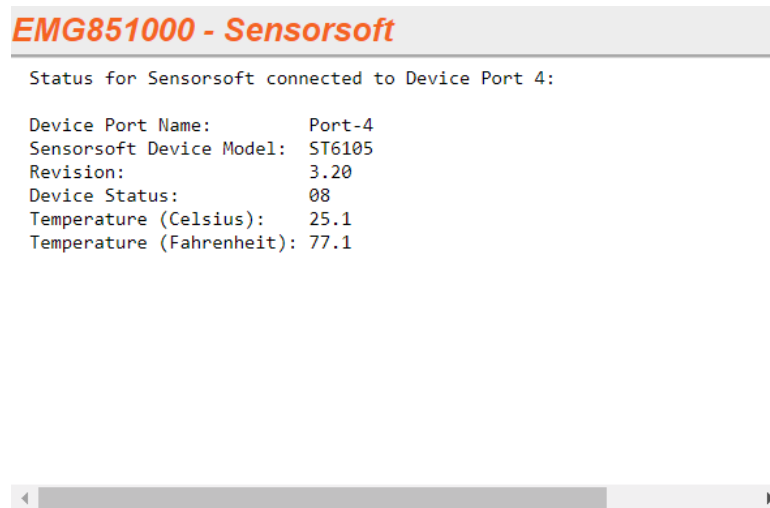 EMG851000 - Sensorsoft
Status for Sensorsoft connected to Device Port 4:
Device Port Name: Port-4
Sensorsoft Device Model: ST6105
Revision: 3.20
Device Status: 08
Temperature (Celsius): 25.1
Temperature (Fahrenheit): 77.1